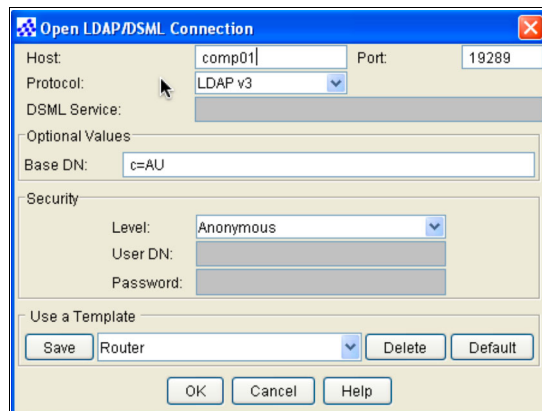 Open LDAP/DSML Connection
Host: comp01 Port: 19289
Protocol: LDAP v3
DSML Service:
Optional Values
Base DN: c=AU
Security
Level: Anonymous
User DN:
Password:
Use a Template
Save Router Delete Default
OK Cancel Help